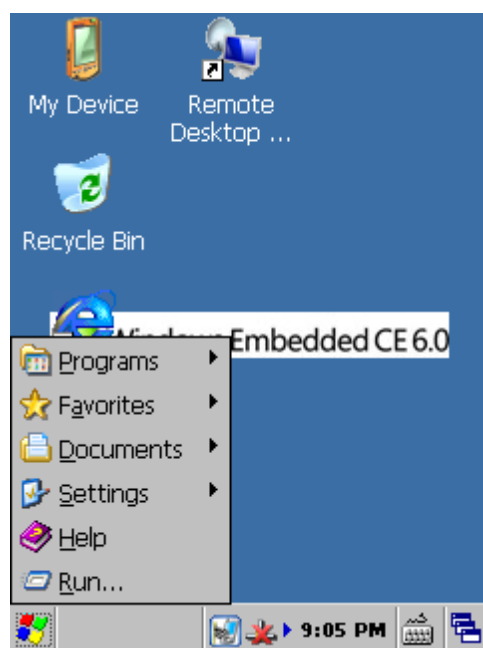 My Device
Remote
Desktop ...
Recycle Bin
Embedded CE 6.0
Programs
Favorites
Documents
Settings
Help
Run...
9:05 PM